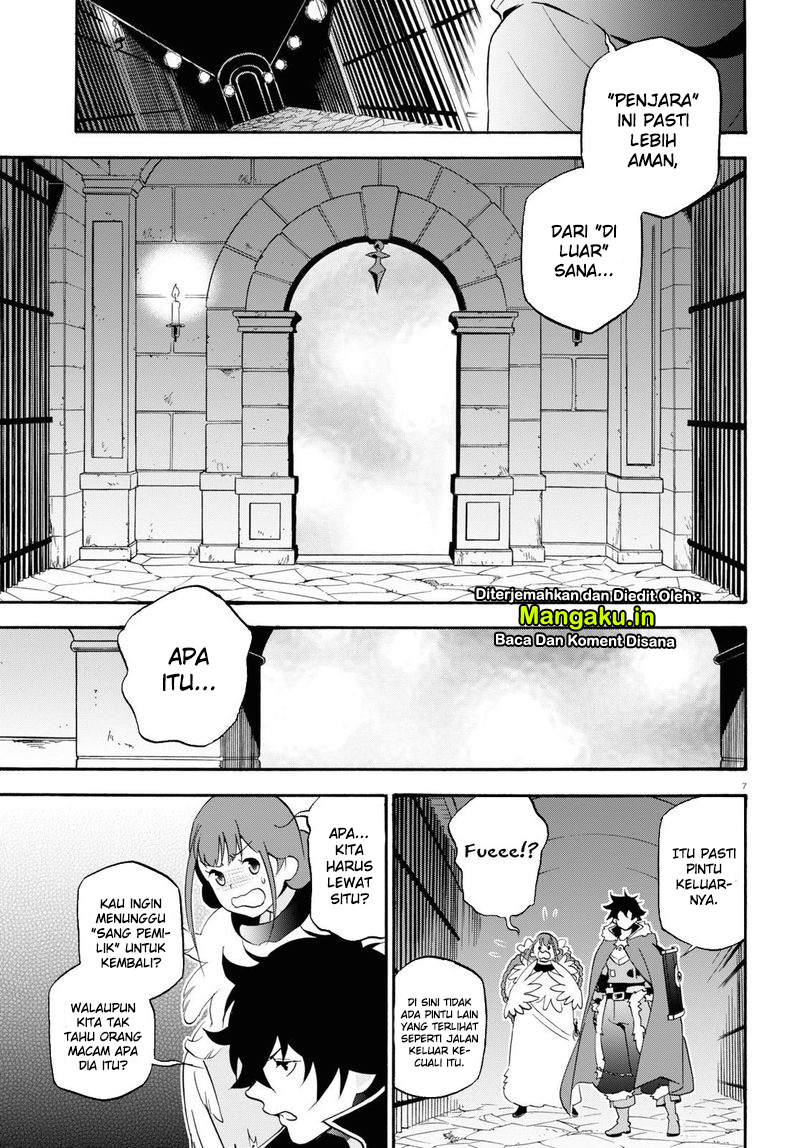 "PENJARA"
INI PASTI
LEBIH
AMAN,
DARI "DI
LUAR"
SANA...
Diterjemahkan dan Diedit Oleh :
Mangaku.in
Baca Dan Koment Disana
APA
ITU...
7
ITU PASTI
PINTU
KELUAR-
NYA.
Fueee!?
DI SINI TIDAK
ADA PINTU LAIN
YANG TERLIHAT
SEPERTI JALAN
KELUAR KE-
CUALI ITU.
APA...
KITA
HARUS
LEWAT
SITU?
KAU INGIN
MENUNGGU
"SANG PEMI-
LIK" UNTUK
KEMBALI?
WALAUPUN
KITA TAK
TAHU ORANG
MACAM APA
DIA ITU?